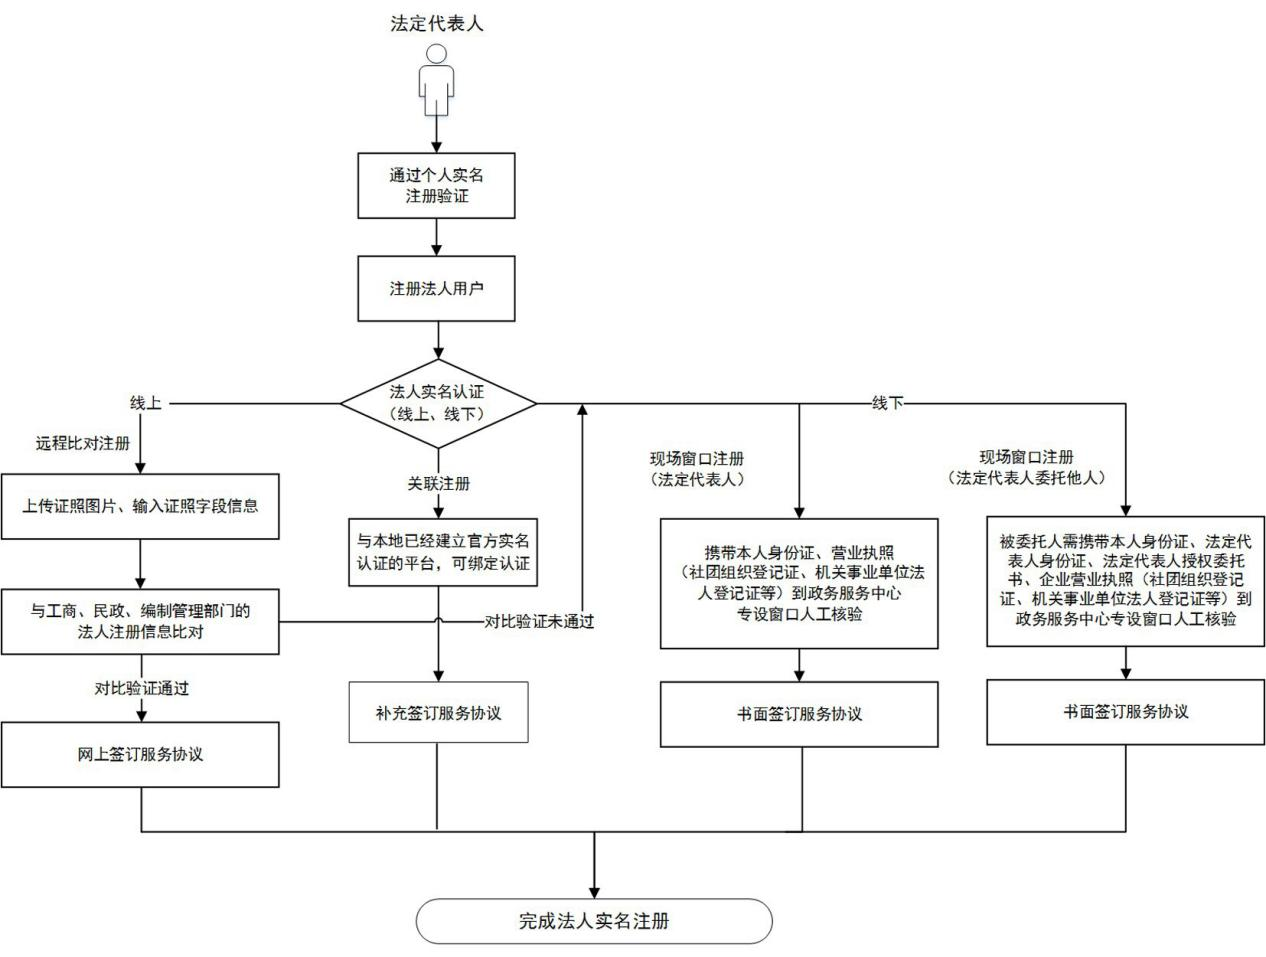 法定代表人
通过个人实名
注册验证
注册法人用户
法人实名认证
（线上、线下）
线上
线下
远程比对注册
关联注册
现场窗口注册
（法定代表人）
现场窗口注册
（法定代表人委托他人）
上传证照图片、输入证照字段信息
与本地已经建立官方实名
认证的平台，可绑定认证
携带本人身份证、营业执照
（社团组织登记证、机关事业单位法
人登记证等）到政务服务中心
专设窗口人工核验
被委托人需携带本人身份证、法定代
表人身份证、法定代表人授权委托
书、企业营业执照（社团组织登记
证、机关事业单位法人登记证等）到
政务服务中心专设窗口人工核验
与工商、民政、编制管理部门的
法人注册信息比对
对比验证未通过
对比验证通过
网上签订服务协议
补充签订服务协议
书面签订服务协议
书面签订服务协议
完成法人实名注册